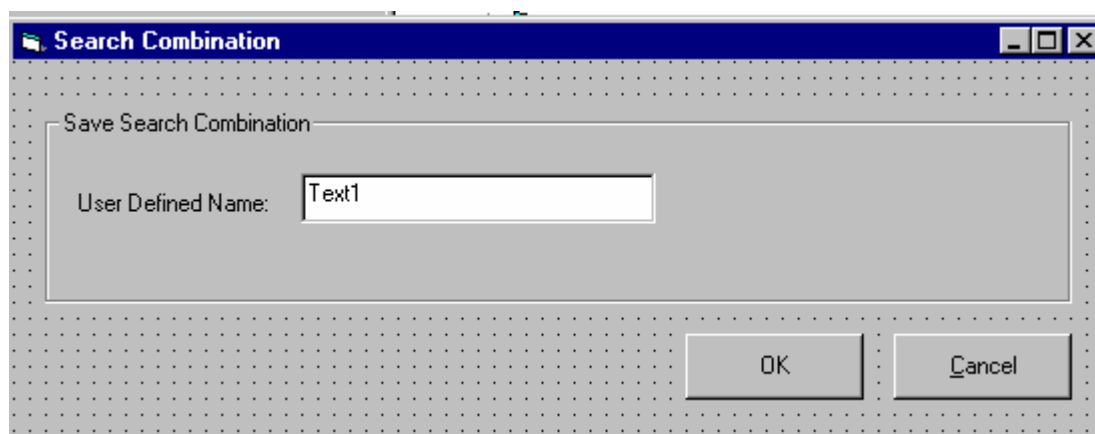 Search Combination
Save Search Combination
User Defined Name: Text1
OK Cancel